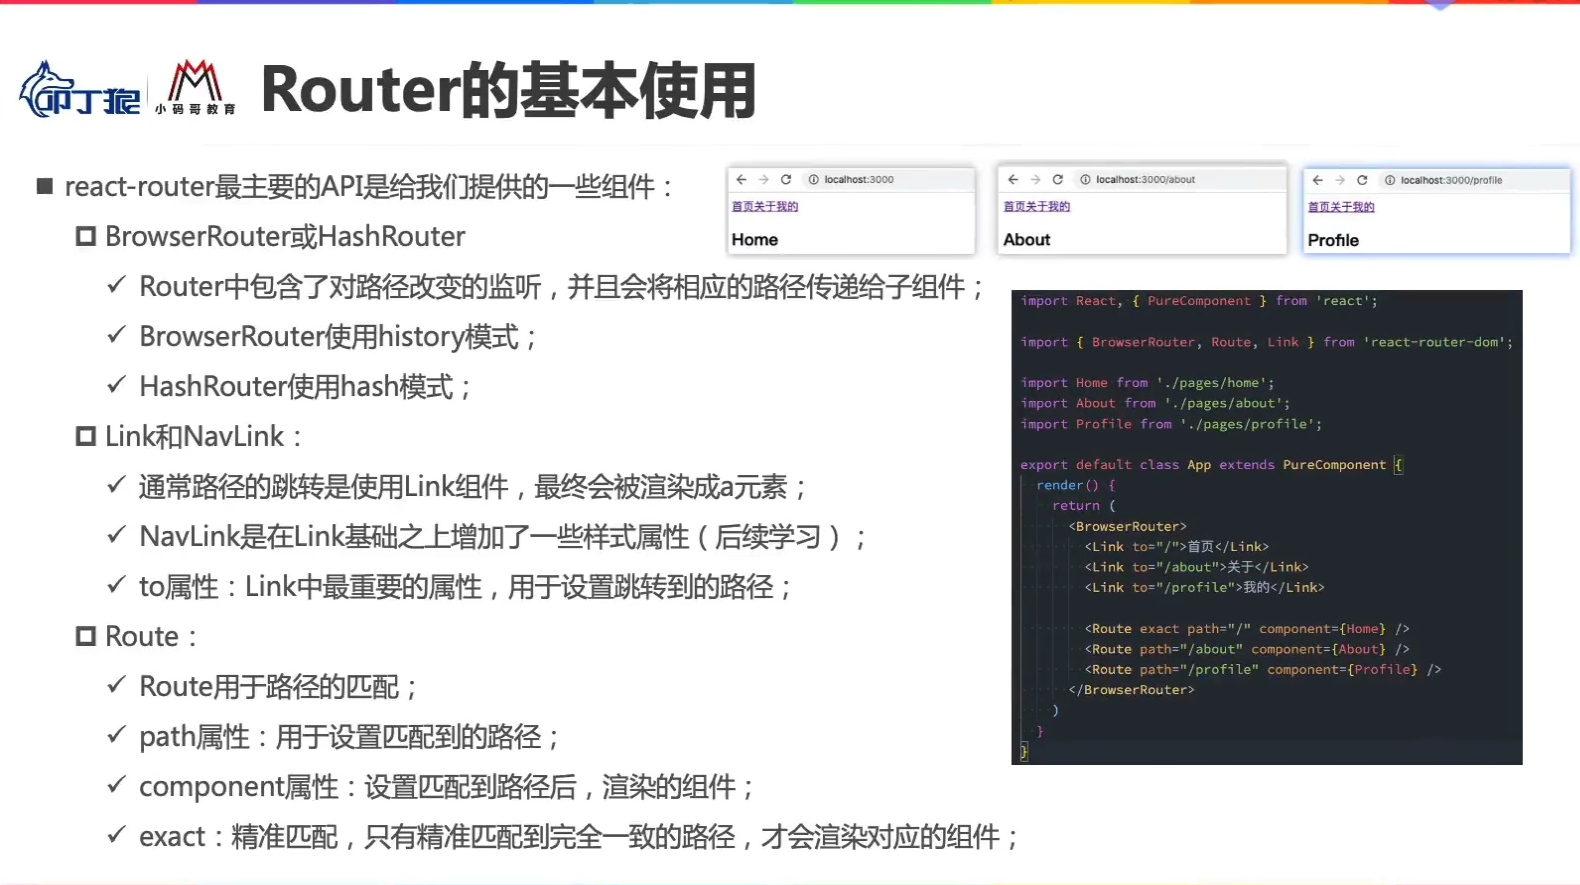 叩丁狼
小码哥教育
Router的基本使用
react-router最主要的API是给我们提供的一些组件：
BrowserRouter或HashRouter
Router中包含了对路径改变的监听，并且会将相应的路径传递给子组件；
BrowserRouter使用history模式；
HashRouter使用hash模式；
Link和NavLink：
通常路径的跳转是使用Link组件，最终会被渲染成a元素；
NavLink是在Link基础之上增加了一些样式属性（后续学习）；
to属性：Link中最重要的属性，用于设置跳转到的路径；
Route：
Route用于路径的匹配；
path属性：用于设置匹配到的路径；
component属性：设置匹配到路径后，渲染的组件；
exact：精准匹配，只有精准匹配到完全一致的路径，才会渲染对应的组件；
localhost:3000
首页关于我的
Home
localhost:3000/about
首页关于我的
About
localhost:3000/profile
首页关于我的
Profile
import React, { PureComponent } from 'react';
import { BrowserRouter, Route, Link } from 'react-router-dom';
import Home from './pages/home';
import About from './pages/about';
import Profile from './pages/profile';
export default class App extends PureComponent {
render() {
return (
<BrowserRouter>
<Link to="/">首页</Link>
<Link to="/about">关于</Link>
<Link to="/profile">我的</Link>
<Route exact path="/" component={Home} />
<Route path="/about" component={About} />
<Route path="/profile" component={Profile} />
</BrowserRouter>
)
}
}